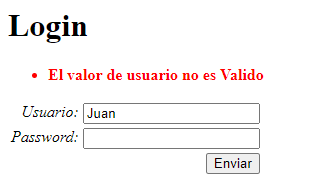 Login
El valor de usuario no es Valido
Usuario: Juan
Password:
Enviar